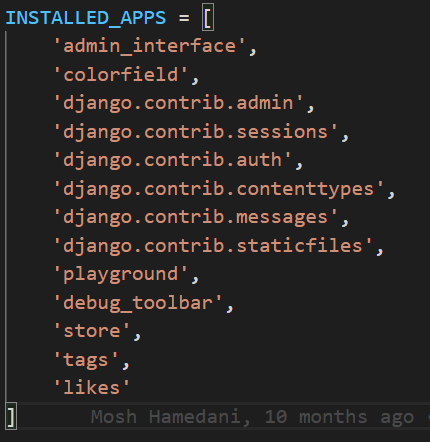 INSTALLED_APPS = [
    'admin_interface',
    'colorfield',
    'django.contrib.admin',
    'django.contrib.sessions',
    'django.contrib.auth',
    'django.contrib.contenttypes',
    'django.contrib.messages',
    'django.contrib.staticfiles',
    'playground',
    'debug_toolbar',
    'store',
    'tags',
    'likes'
] Mosh Hamedani, 10 months ago